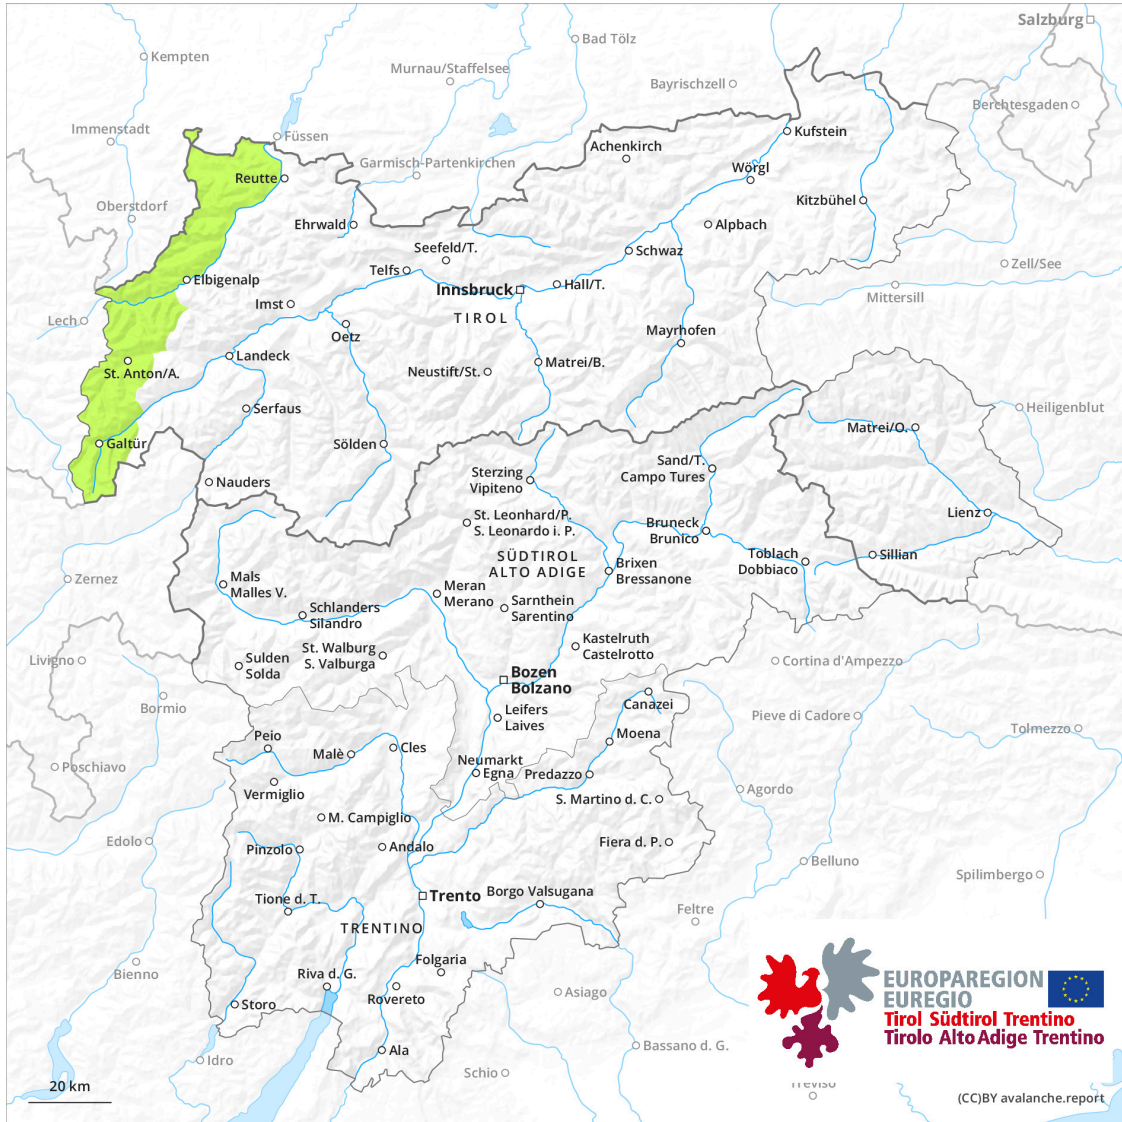 Salzburg
Bad Tölz
Kempten
Murnau/Staffelsee
Bayrischzell
Berchtesgaden
Immenstadt
Füssen
Kufstein
Achenkirch
Garmisch-Partenkirchen
Wörgl
Reutte
Kitzbühel
Oberstdorf
Ehrwald
Alpbach
Seefeld/T.
Schwaz
Telfs
Zell/See
Elbigenalp
Hall/T.
Innsbruck
Mittersill
Imst
Lech
TIROL
Oetz
Mayrhofen
Landeck
Matrei/B.
St. Anton/A.
Neustift/St.
Serfaus
Heiligenblut
Matrei/O.
Galtür
Sölden
Sand/T.
Campo Tures
Sterzing
Vipiteno
Nauders
Lienz
St. Leonhard/P.
S. Leonardo i. P.
Bruneck
Brunico
SÜDTIROL
ALTO ADIGE
Toblach
Dobbiaco
Sillian
Brixen
Bressanone
Zernez
Mals
Malles V.
Meran
Merano
Sarnthein
Sarentino
Schlanders
Silandro
Kastelruth
Castelrotto
St. Walburg
S. Valburga
Livigno
Sulden
Solda
Cortina d'Ampezzo
Bozen
Bolzano
Bormio
Canazei
Leifers
Laives
Pieve di Cadore
Tolmezzo
Peio
Moena
Malè
Cles
Neumarkt
Egna
Poschiavo
Predazzo
Vermiglio
Agordo
S. Martino d. C.
M. Campiglio
Edolo
Pinzolo
Andalo
Fiera d. P.
Belluno
Spilimbergo
Trento
Borgo Valsugana
Tione d. T.
Feltre
TRENTINO
Folgaria
Bienno
Riva d. G.
Rovereto
Asiago
Storo
EUROPAREGION
EUREGIO
Tirol Südtirol Trentino
Tirolo Alto Adige Trentino
Bassano d. G.
Ala
Idro
Schio
Treviso
20 km
(CC)BY avalanche.report